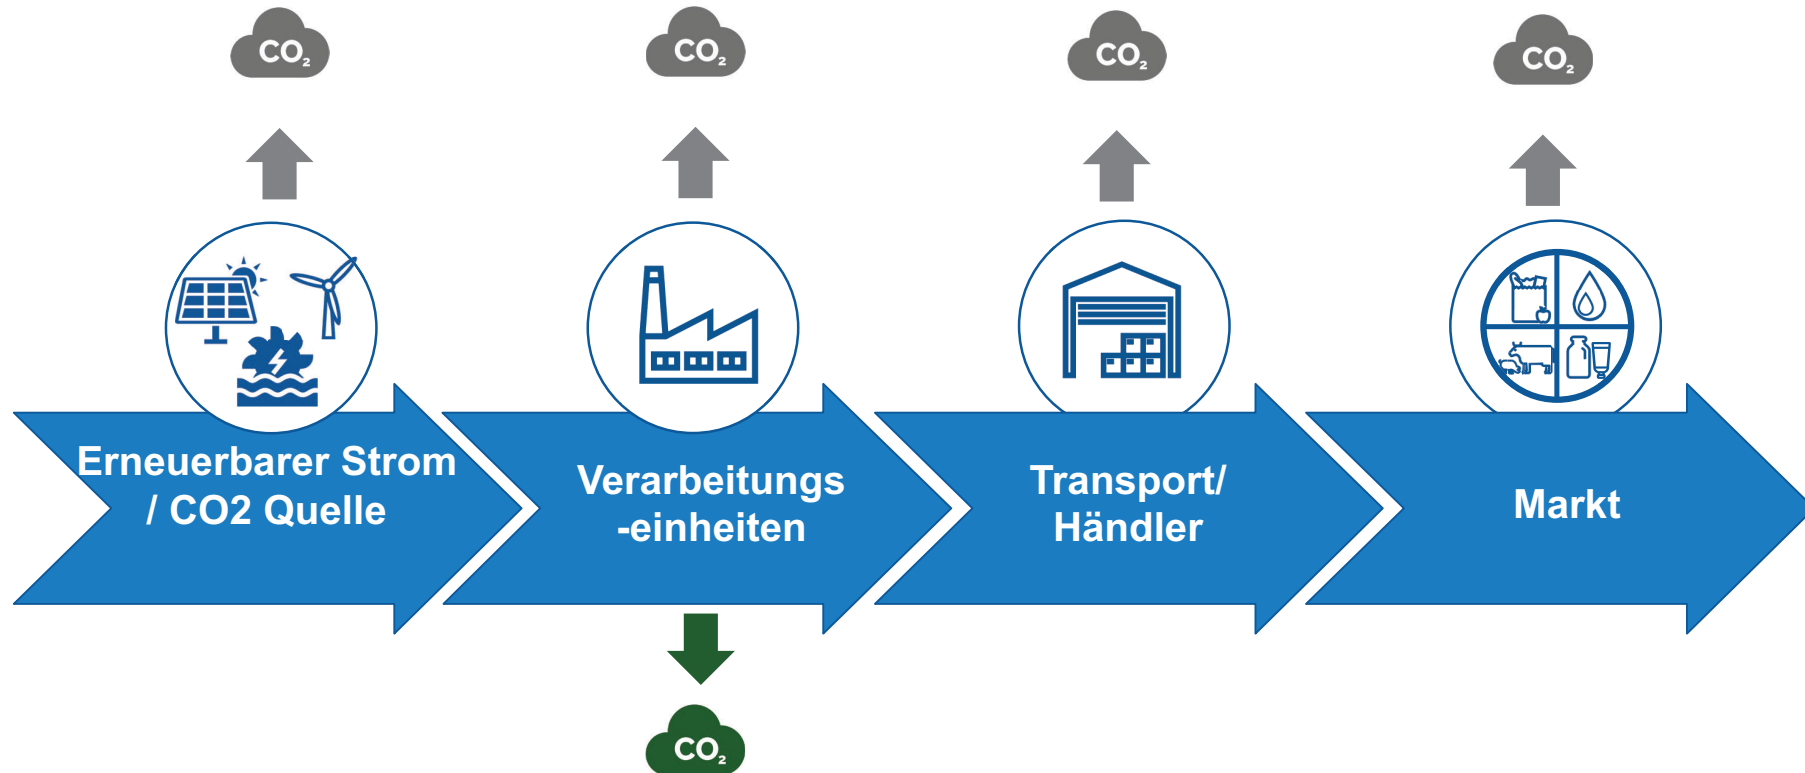 CO₂
CO₂
CO₂
CO₂
Erneuerbarer Strom
/ CO2 Quelle
Verarbeitungs
-einheiten
Transport/
Händler
Markt
CO₂